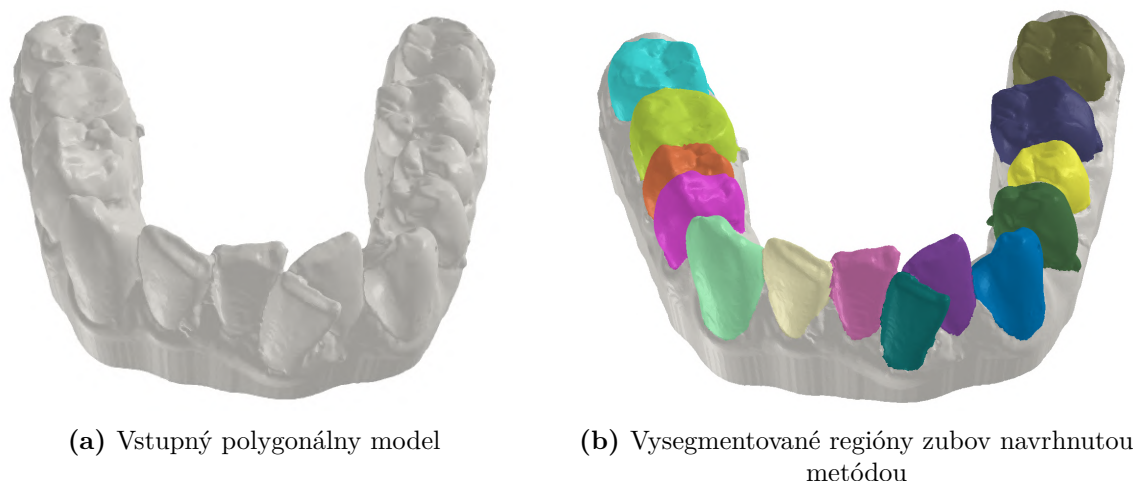 (a) Vstupný polygonálny model
(b) Vysegmentované regióny zubov navrhnutou
metódou